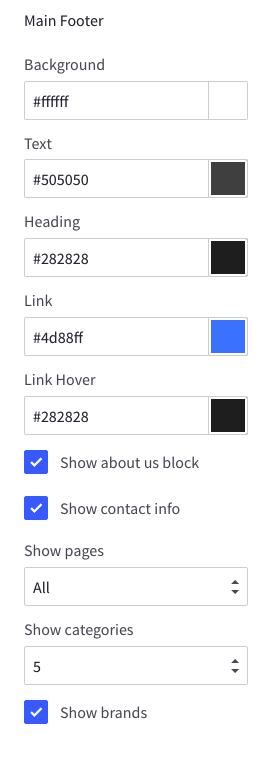 Main Footer
Background
#ffffff
Text
#505050
Heading
#282828
Link
#4d88ff
Link Hover
#282828
Show about us block
Show contact info
Show pages
All
Show categories
5
Show brands